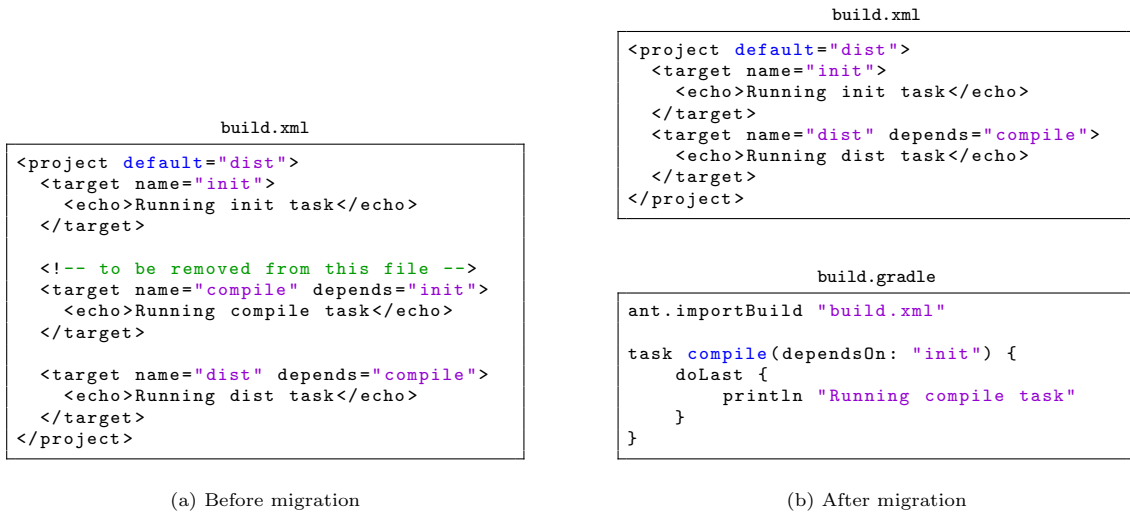 build.xml
<project default="dist">
  <target name="init">
    <echo>Running init task</echo>
  </target>

  <!-- to be removed from this file -->
  <target name="compile" depends="init">
    <echo>Running compile task</echo>
  </target>

  <target name="dist" depends="compile">
    <echo>Running dist task</echo>
  </target>
</project>
(a) Before migration
build.xml
<project default="dist">
  <target name="init">
    <echo>Running init task</echo>
  </target>
  <target name="dist" depends="compile">
    <echo>Running dist task</echo>
  </target>
</project>
build.gradle
ant.importBuild "build.xml"

task compile(dependsOn: "init") {
    doLast {
        println "Running compile task"
    }
}
(b) After migration